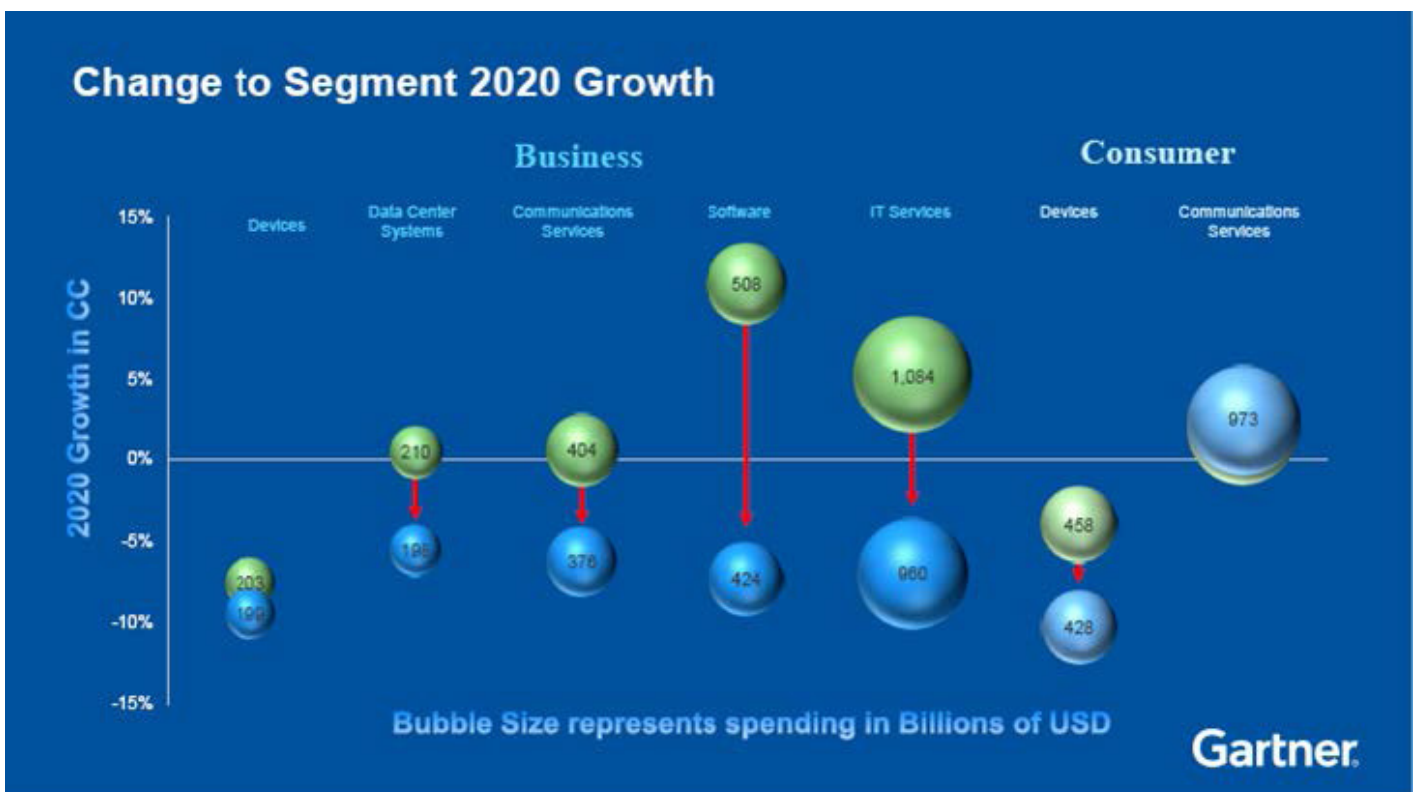 Change to Segment 2020 Growth
Business
Consumer
Devices
Data Center
Systems
Communications
Services
Software
IT Services
Devices
Communications
Services
2020 Growth in CC
15%
10%
5%
0%
-5%
-10%
-15%
203
199
210
404
376
508
424
1,084
960
458
428
973
Bubble Size represents spending in Billions of USD
Gartner®